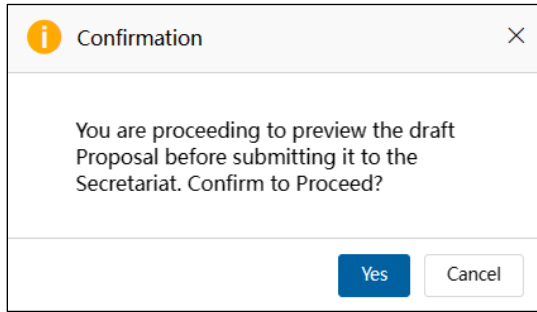 Confirmation
You are proceeding to preview the draft
Proposal before submitting it to the
Secretariat. Confirm to Proceed?
Yes
Cancel